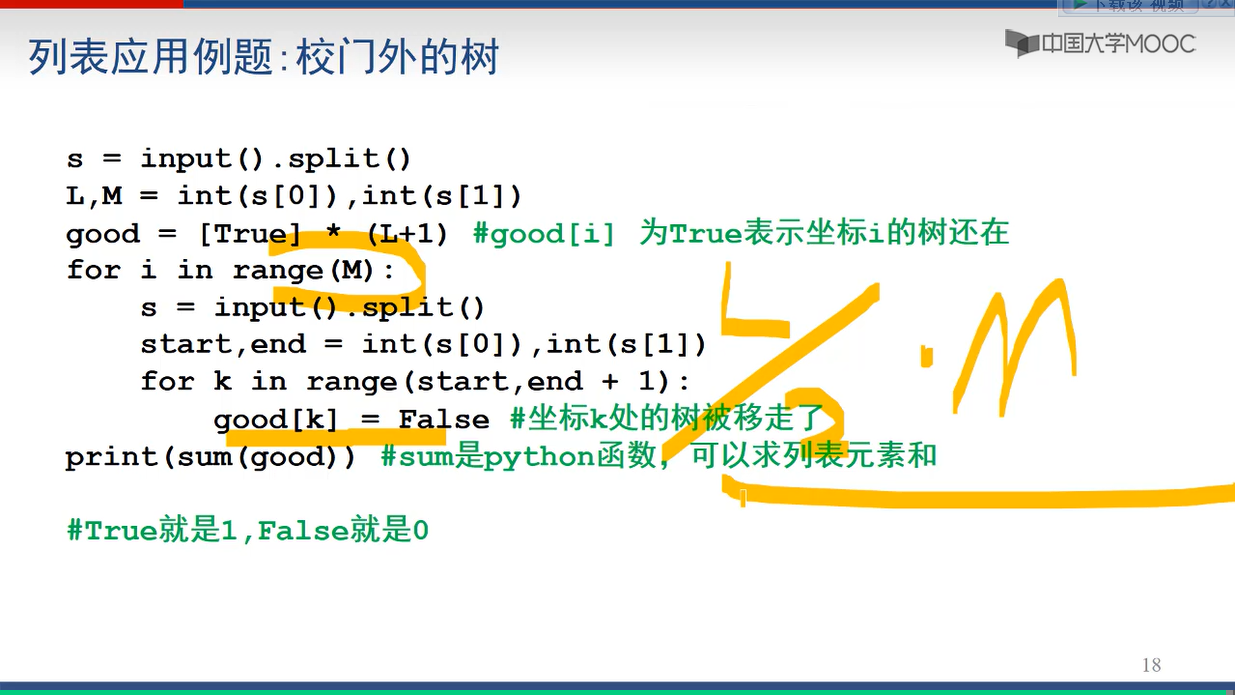 下载该 视频 ? x
列表应用例题:校门外的树
中国大学MOOC
s = input().split()
L,M = int(s[0]),int(s[1])
good = [True] * (L+1) #good[i] 为True表示坐标i的树还在
for i in range(M):
s = input().split()
start,end = int(s[0]),int(s[1])
for k in range(start,end + 1):
good[k] = False #坐标k处的树被移走了
print(sum(good)) #sum是python函数，可以求列表元素和
#True就是1,False就是0
L/2 · M
18